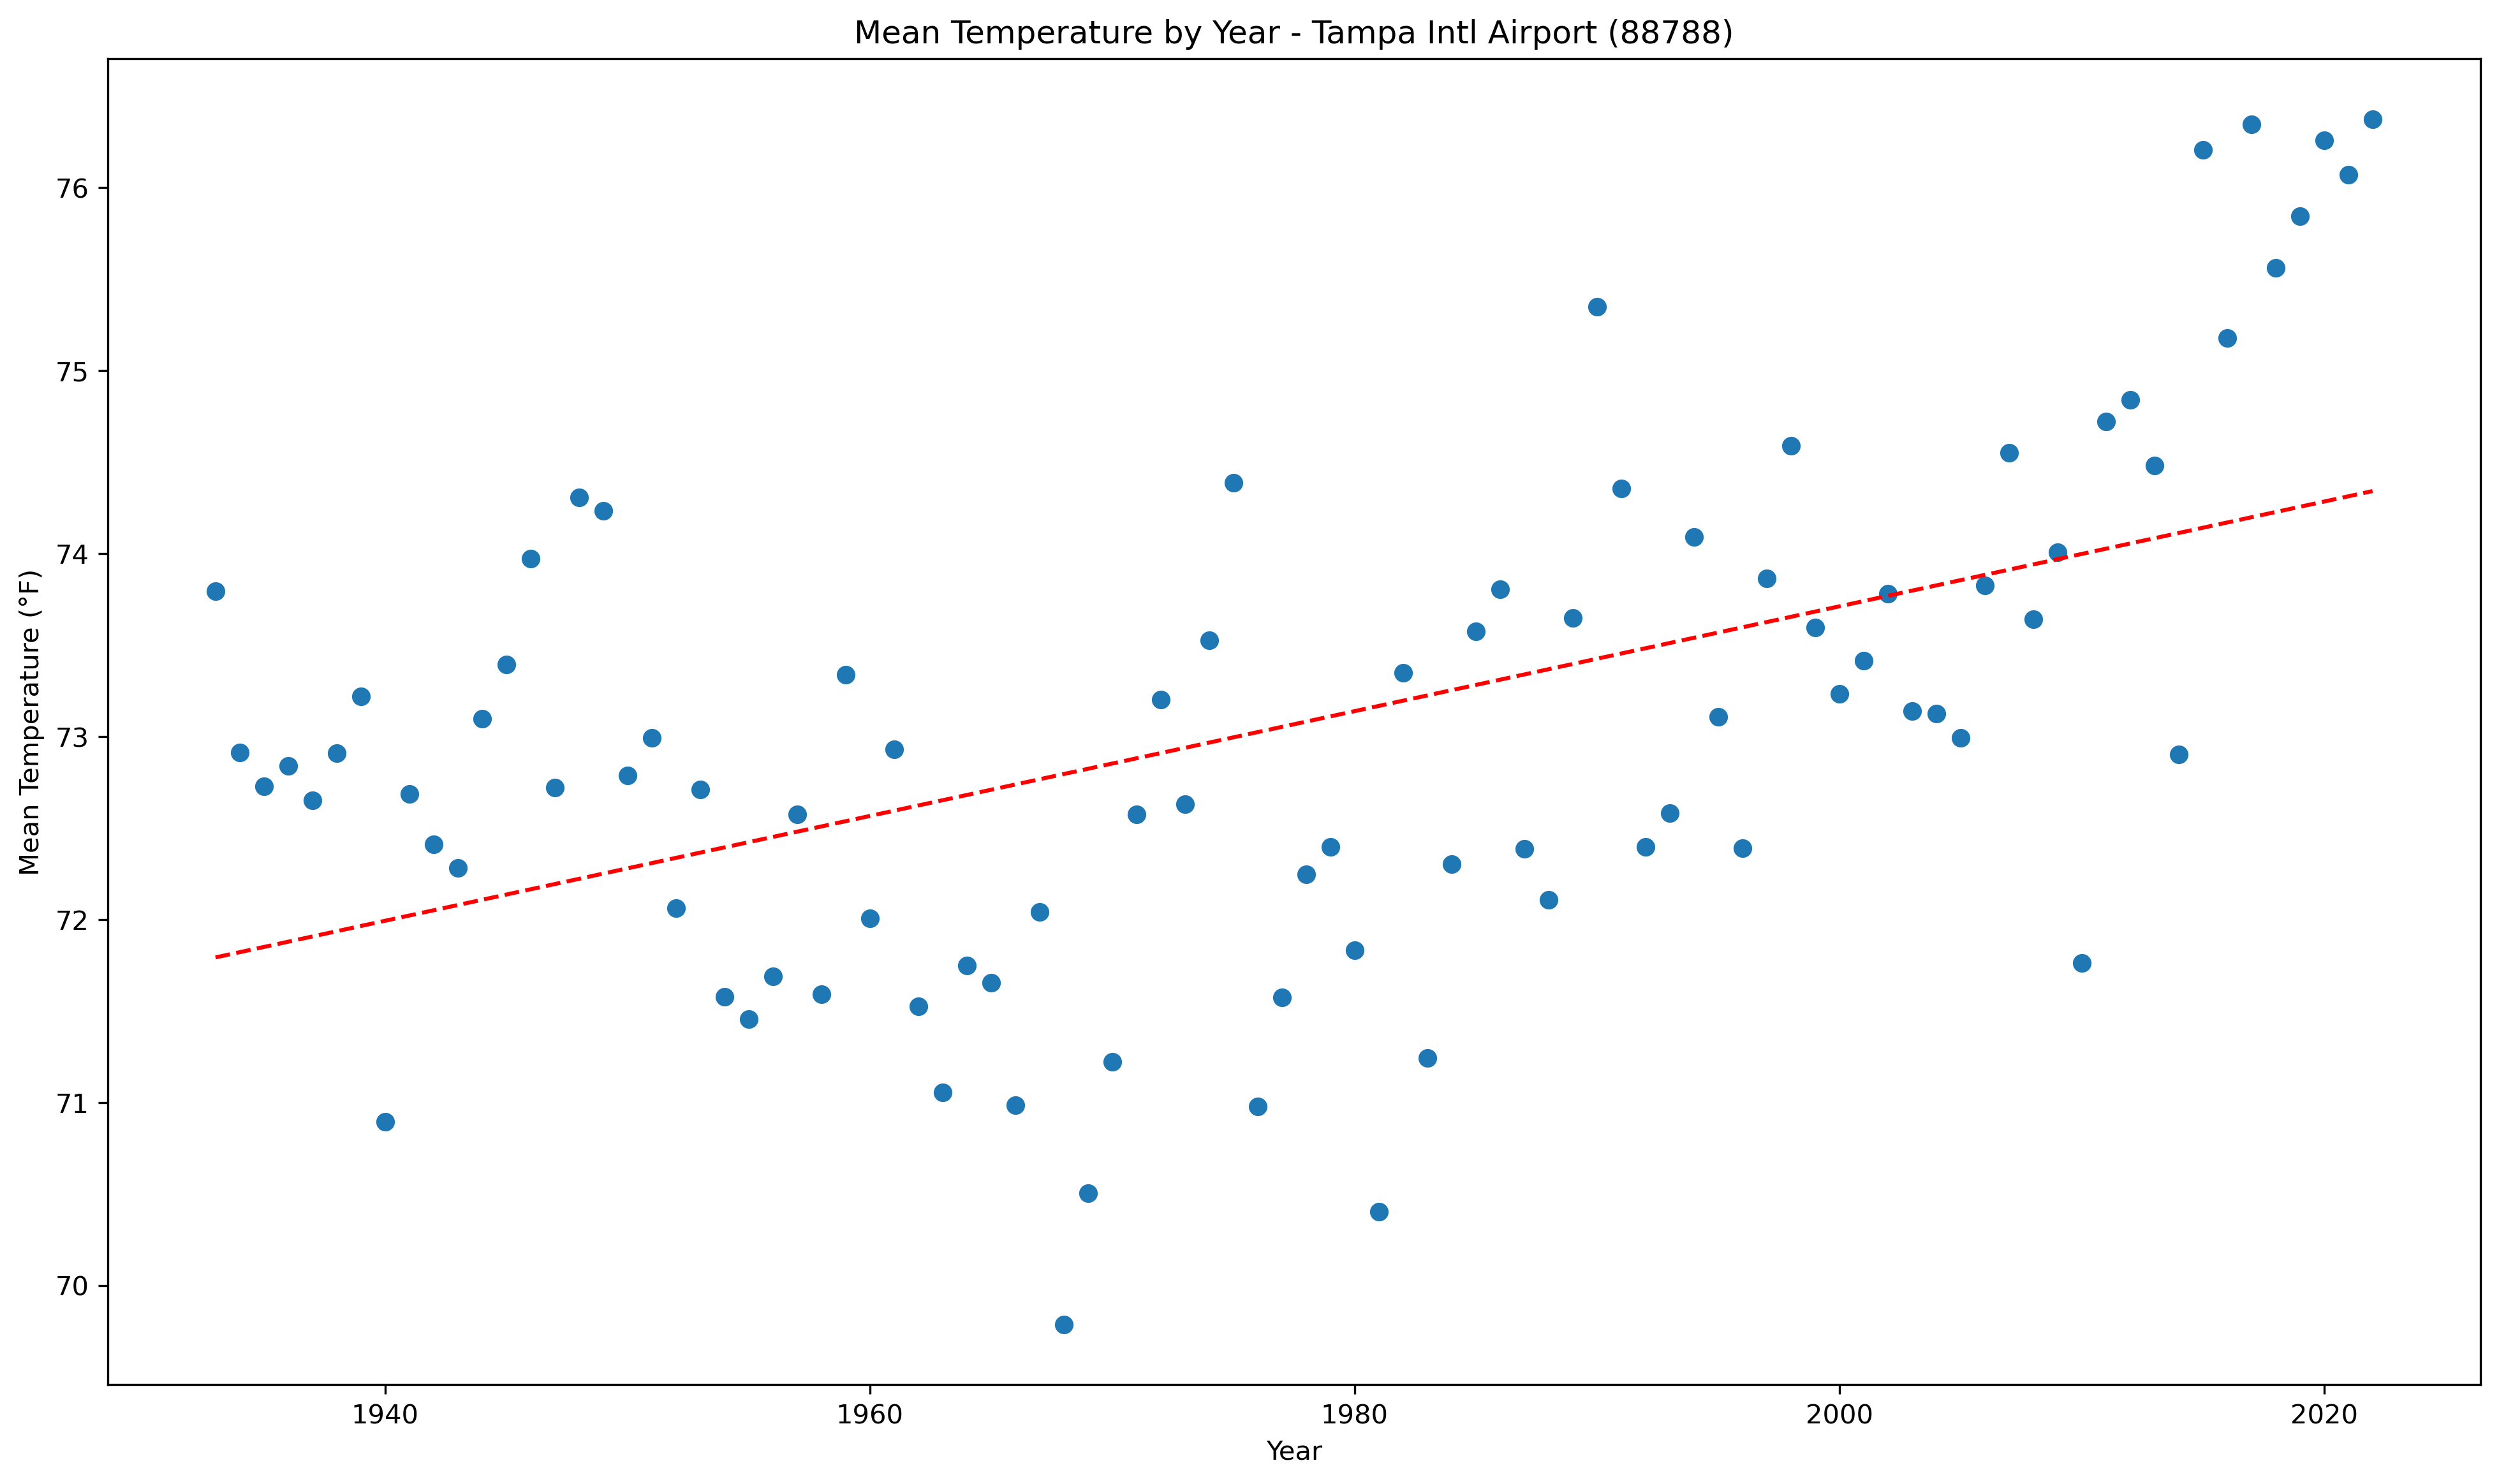 Mean Temperature by Year - Tampa Intl Airport (88788)
Mean Temperature (°F)
76
75
74
73
72
71
70
1940 1960 1980 2000 2020
Year